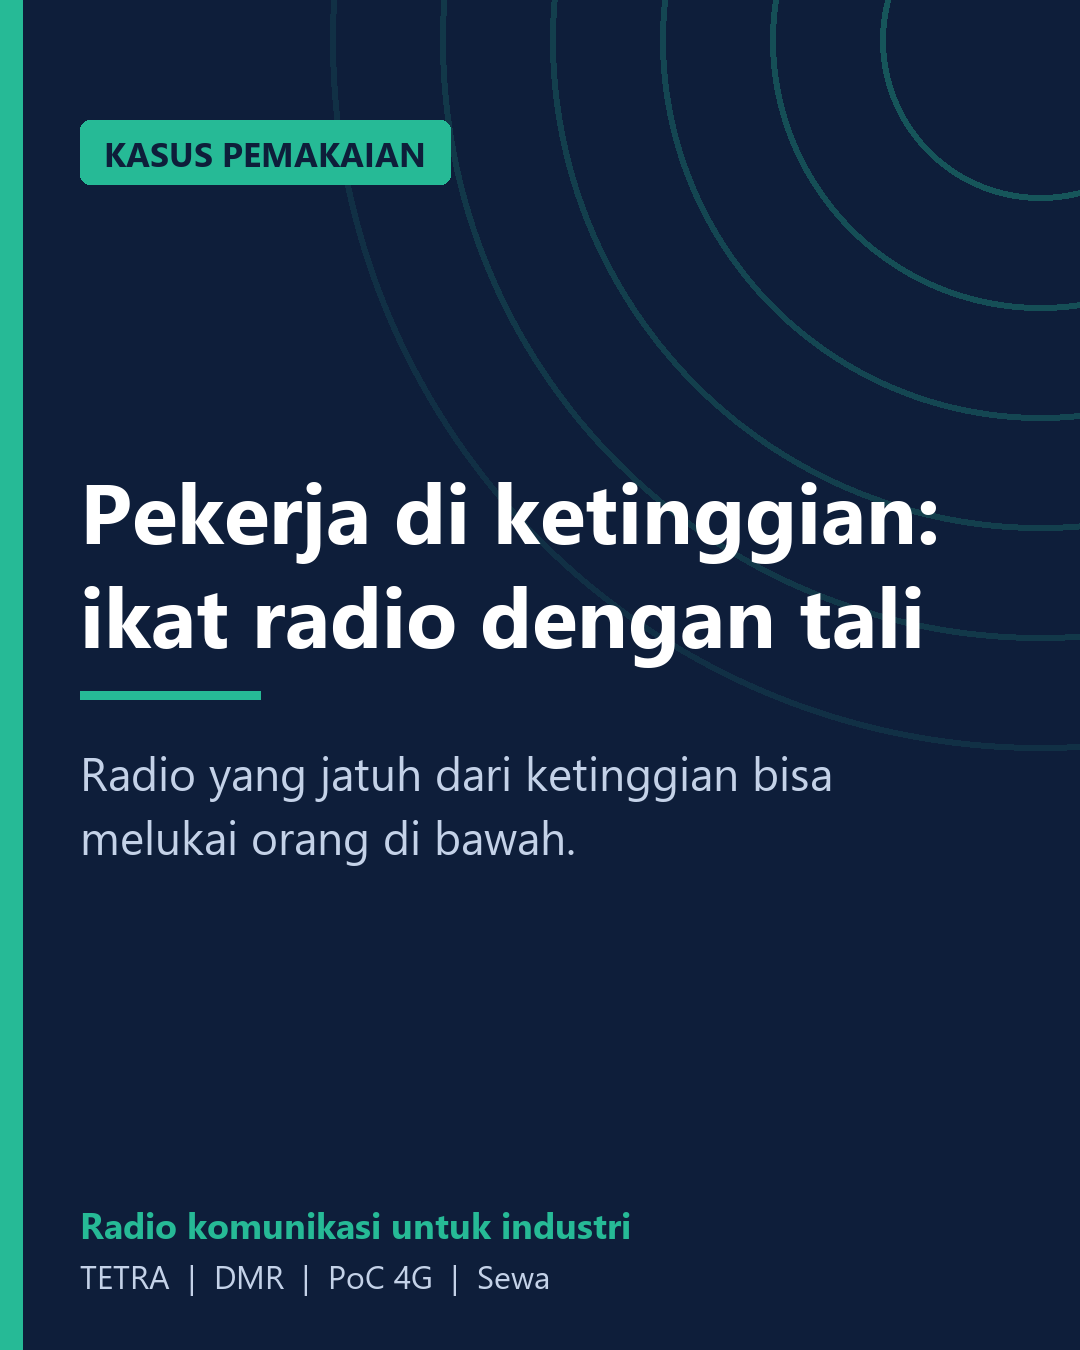 KASUS PEMAKAIAN
Pekerja di ketinggian:
ikat radio dengan tali
Radio yang jatuh dari ketinggian bisa
melukai orang di bawah.
Radio komunikasi untuk industri
TETRA | DMR | PoC 4G | Sewa